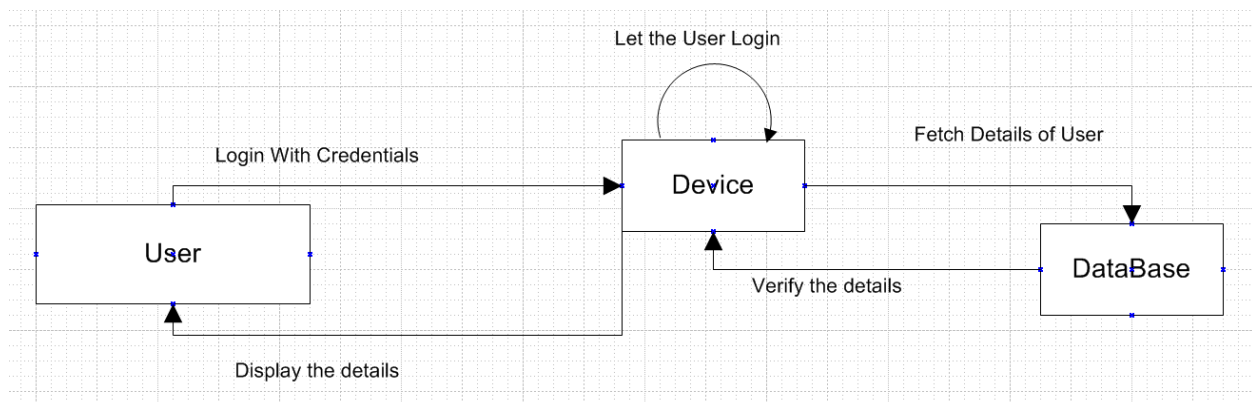 Let the User Login
Fetch Details of User
Login With Credentials
Device
User
DataBase
Verify the details
Display the details